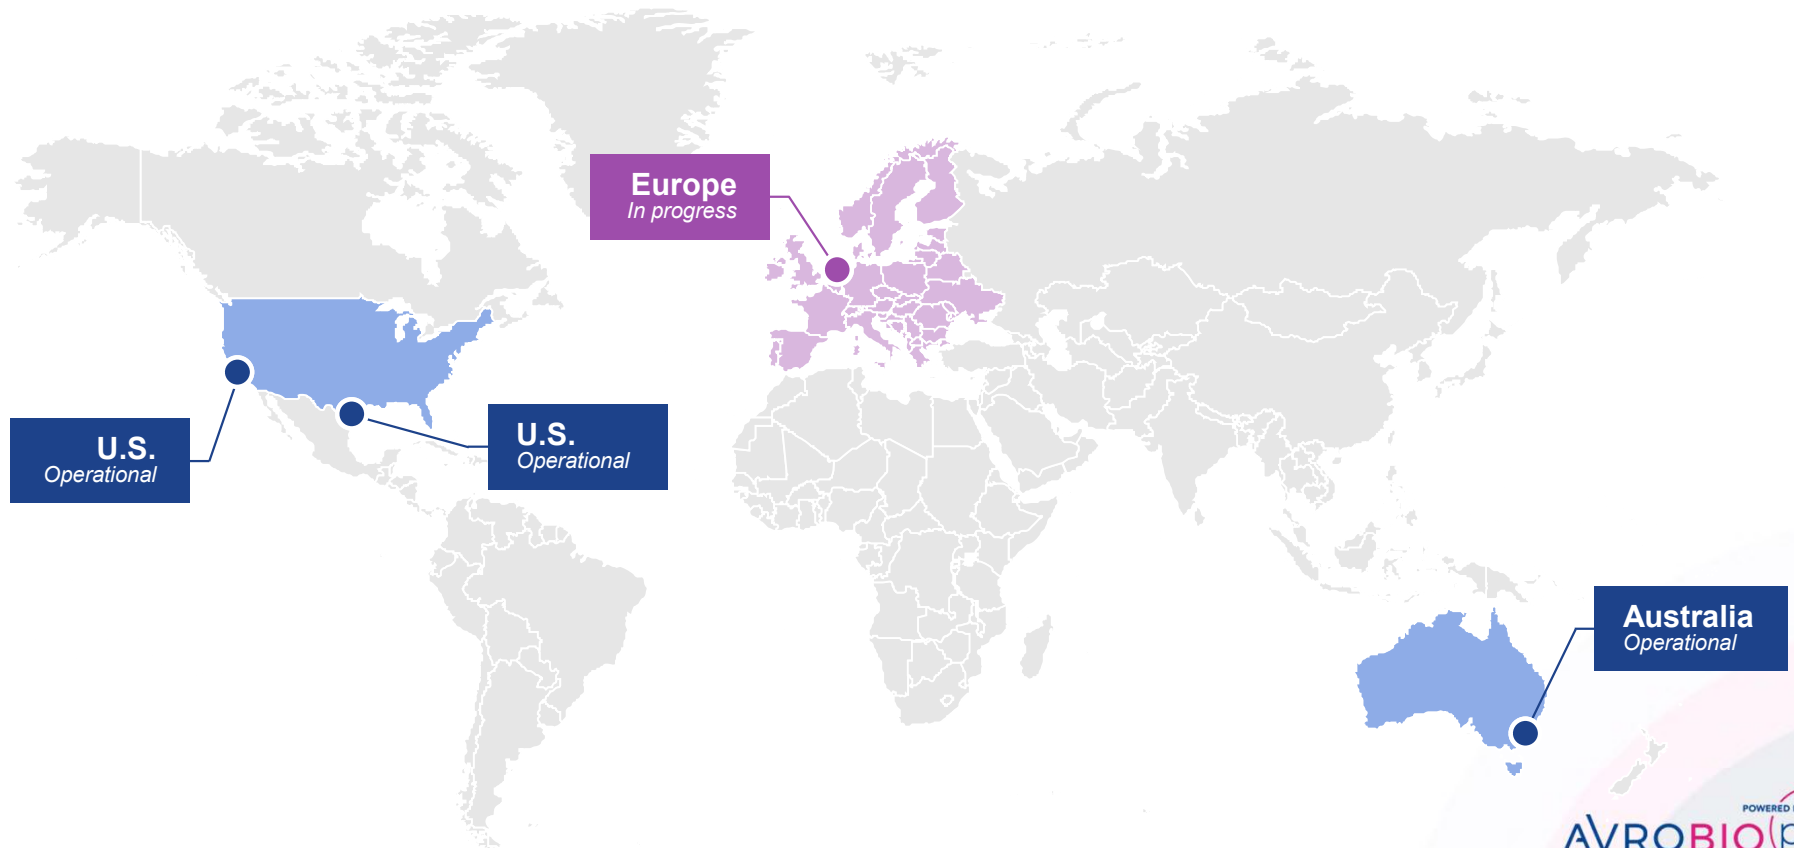 Europe
In progress
U.S.
Operational
U.S.
Operational
Australia
Operational
POWERED
AVROBIO